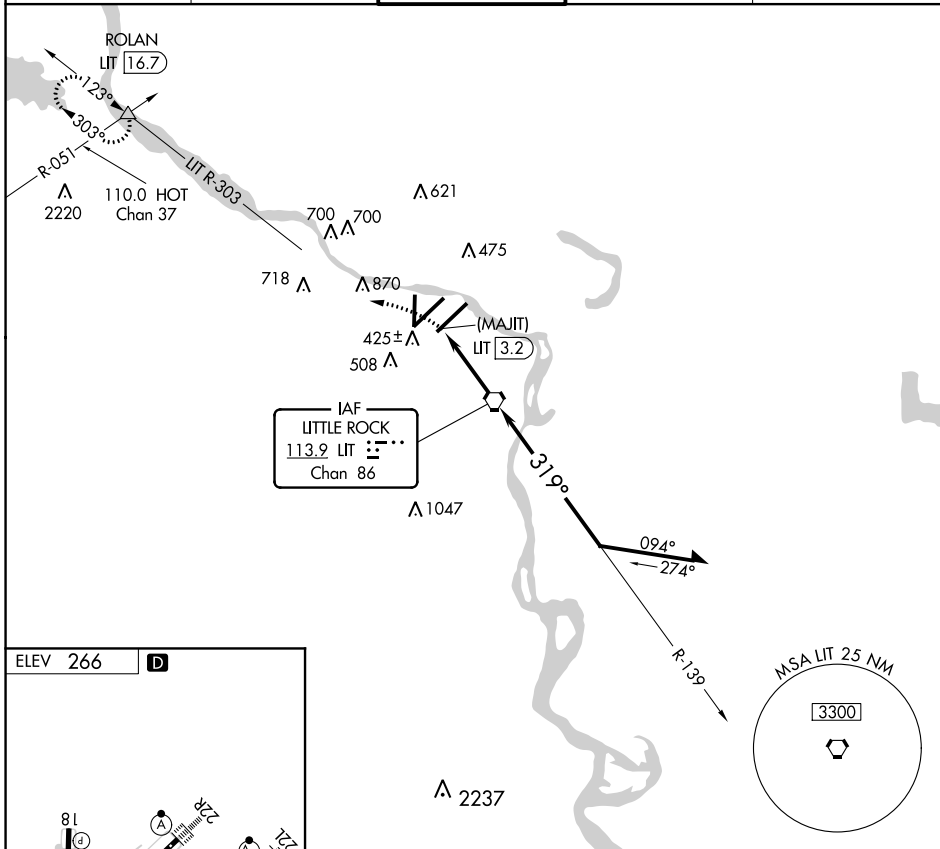 ROLAN
LIT 16.7
123°
303°
R-051
LIT R-303
110.0 HOT
Chan 37
2220
621
700
700
475
718
870
(MAJIT)
LIT 3.2
425±
508
IAF
LITTLE ROCK
113.9 LIT
Chan 86
319°
1047
094°
274°
R-139
MSA LIT 25 NM
3300
ELEV 266
D
2237
18
P
A
22R
22L